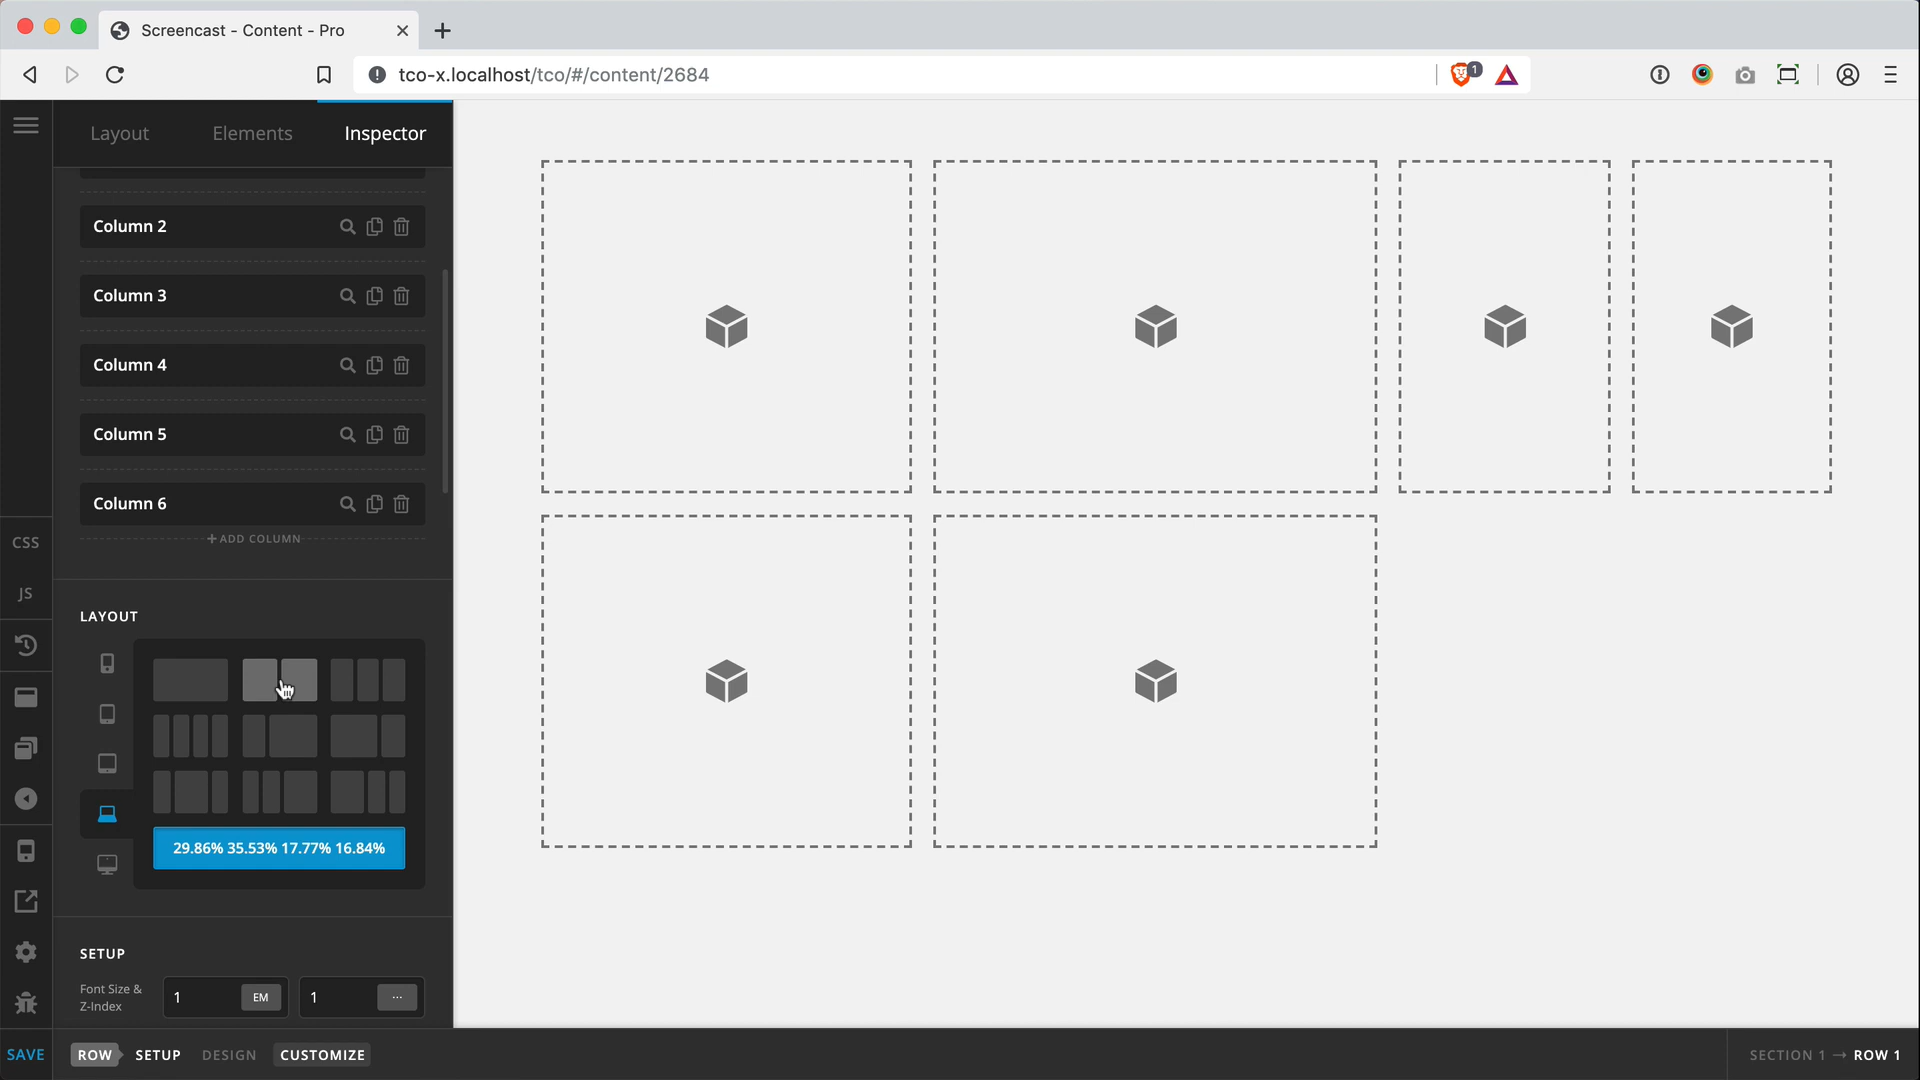 Screencast - Content - Pro
tco-x.localhost/tco/#/content/2684
1
Layout
Elements
Inspector
Column 2
Column 3
Column 4
Column 5
Column 6
ADD COLUMN
CSS
JS
LAYOUT
29.86% 35.53% 17.77% 16.84%
SETUP
Font Size &
Z-Index
1
EM
1
...
SAVE
ROW
SETUP
DESIGN
CUSTOMIZE
SECTION 1 → ROW 1